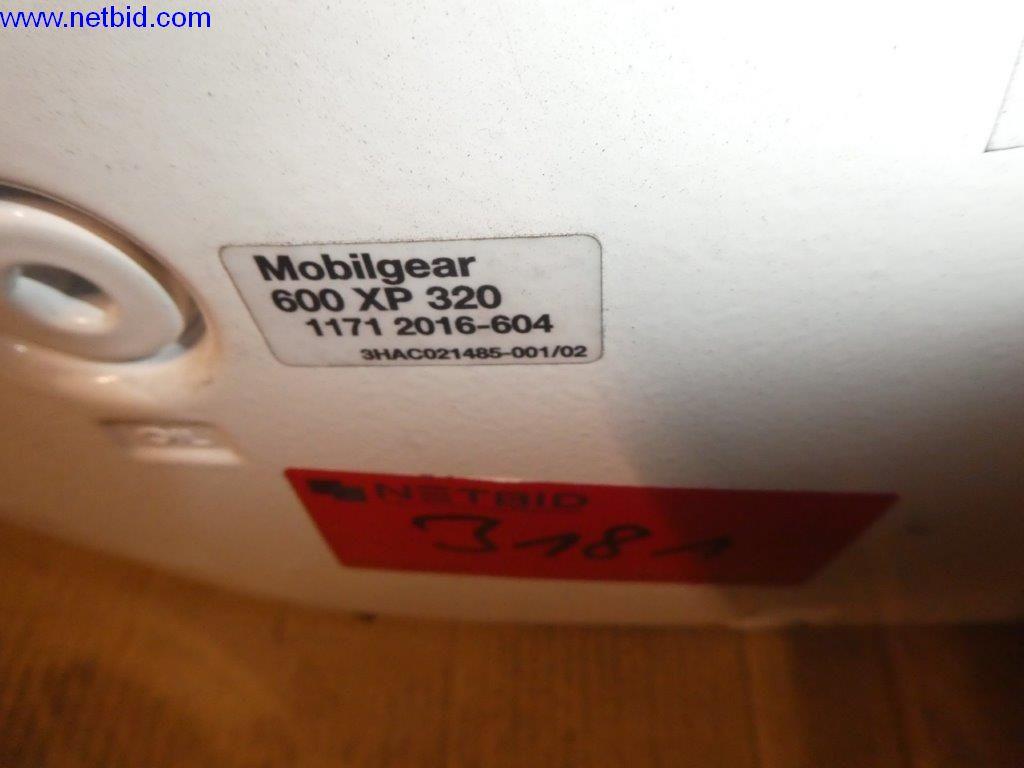 www.netbid.com
Mobilgear
600 XP 320
1171 2016-604
3HAC021485-001/02
NETBID
3181